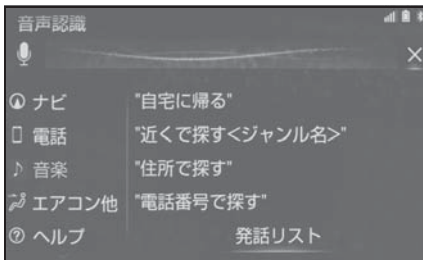 音声認識
ナビ
"自宅に帰る"
電話
"近くで探す<ジャンル名>"
音楽
"住所で探す"
エアコン他
"電話番号で探す"
ヘルプ
発話リスト